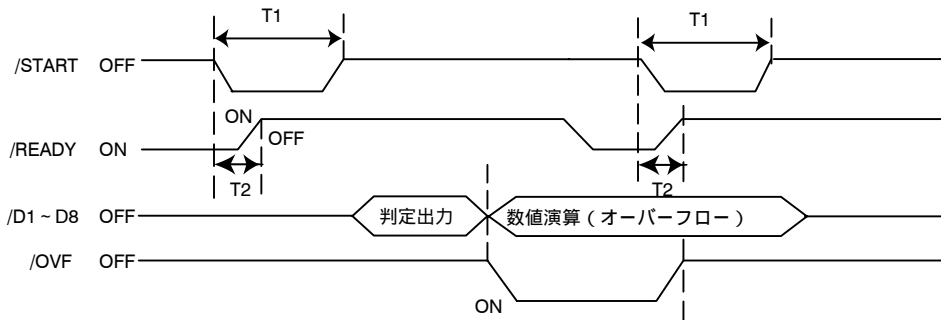 T1 T1
/START OFF
ON
OFF
/READY ON
T2 T2
/D1~D8 OFF 判定出力 数値演算(オーバーフロー)
/OVF OFF
ON